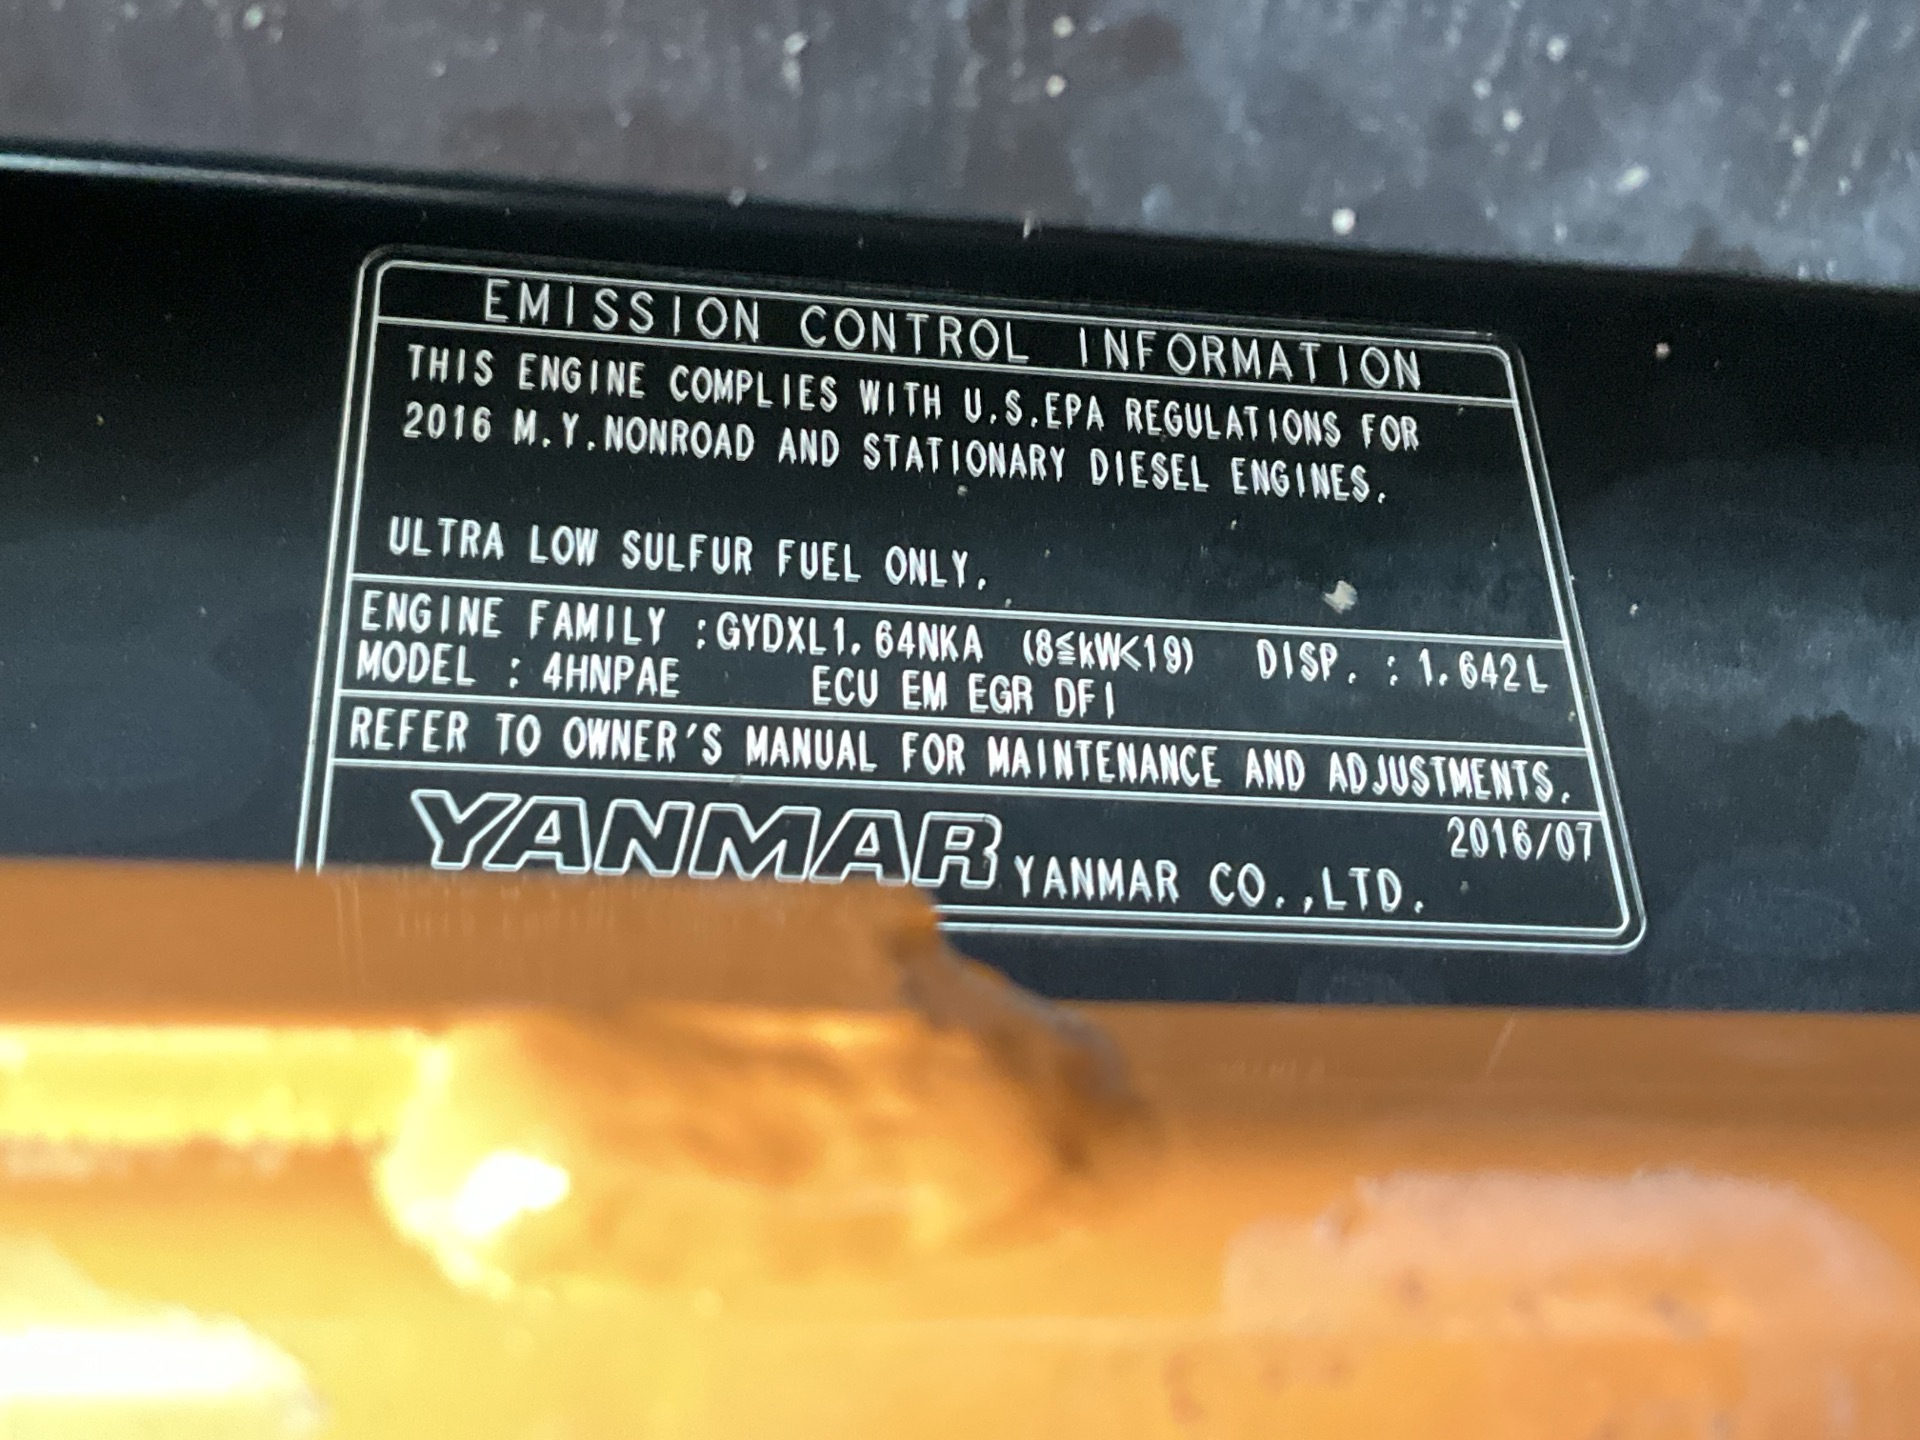 EMISSION CONTROL INFORMATION
THIS ENGINE COMPLIES WITH U.S.EPA REGULATIONS FOR
2016 M.Y.NONROAD AND STATIONARY DIESEL ENGINES.
ULTRA LOW SULFUR FUEL ONLY.
ENGINE FAMILY :GYDXL1.64NKA (8≦kW<19) DISP. : 1.642L
MODEL : 4HNPAE ECU EM EGR DFI
REFER TO OWNER'S MANUAL FOR MAINTENANCE AND ADJUSTMENTS.
2016/07
YANMAR YANMAR CO.,LTD.